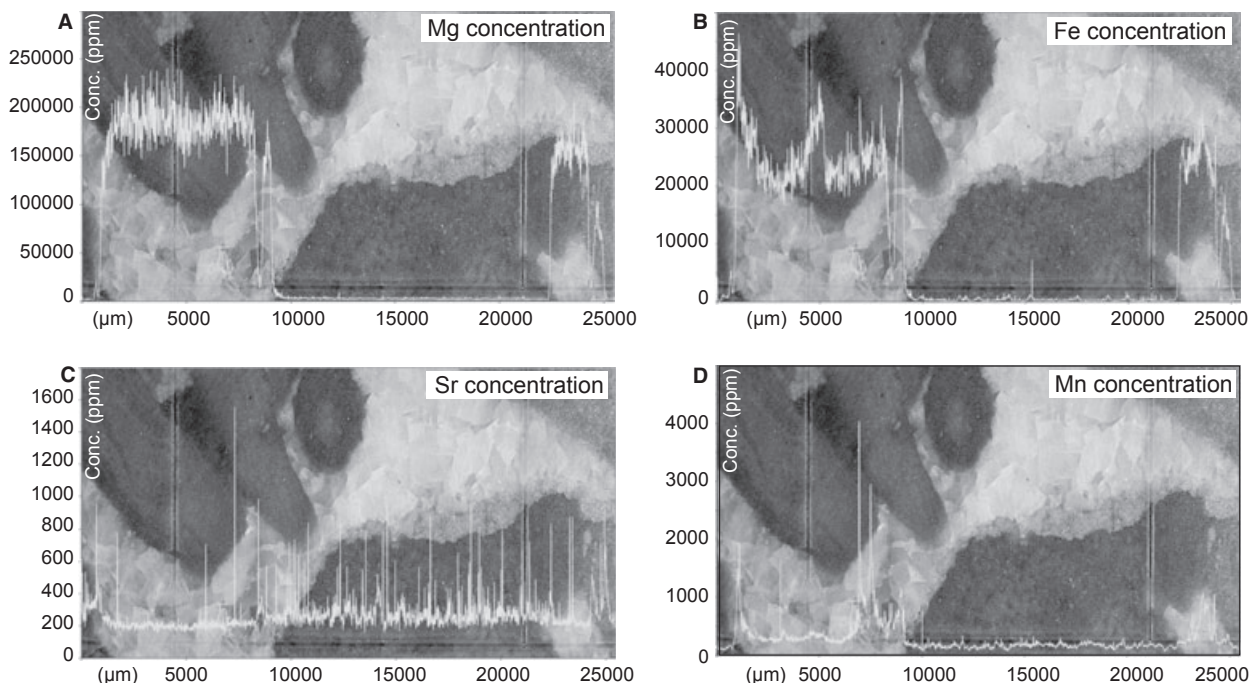 A
Mg concentration
Conc. (ppm)
250000
200000
150000
100000
50000
0
(µm) 5000 10000 15000 20000 25000
B
Fe concentration
Conc. (ppm)
40000
30000
20000
10000
0
(µm) 5000 10000 15000 20000 25000
C
Sr concentration
Conc. (ppm)
1600
1400
1200
1000
800
600
400
200
0
(µm) 5000 10000 15000 20000 25000
D
Mn concentration
Conc. (ppm)
4000
3000
2000
1000
0
(µm) 5000 10000 15000 20000 25000